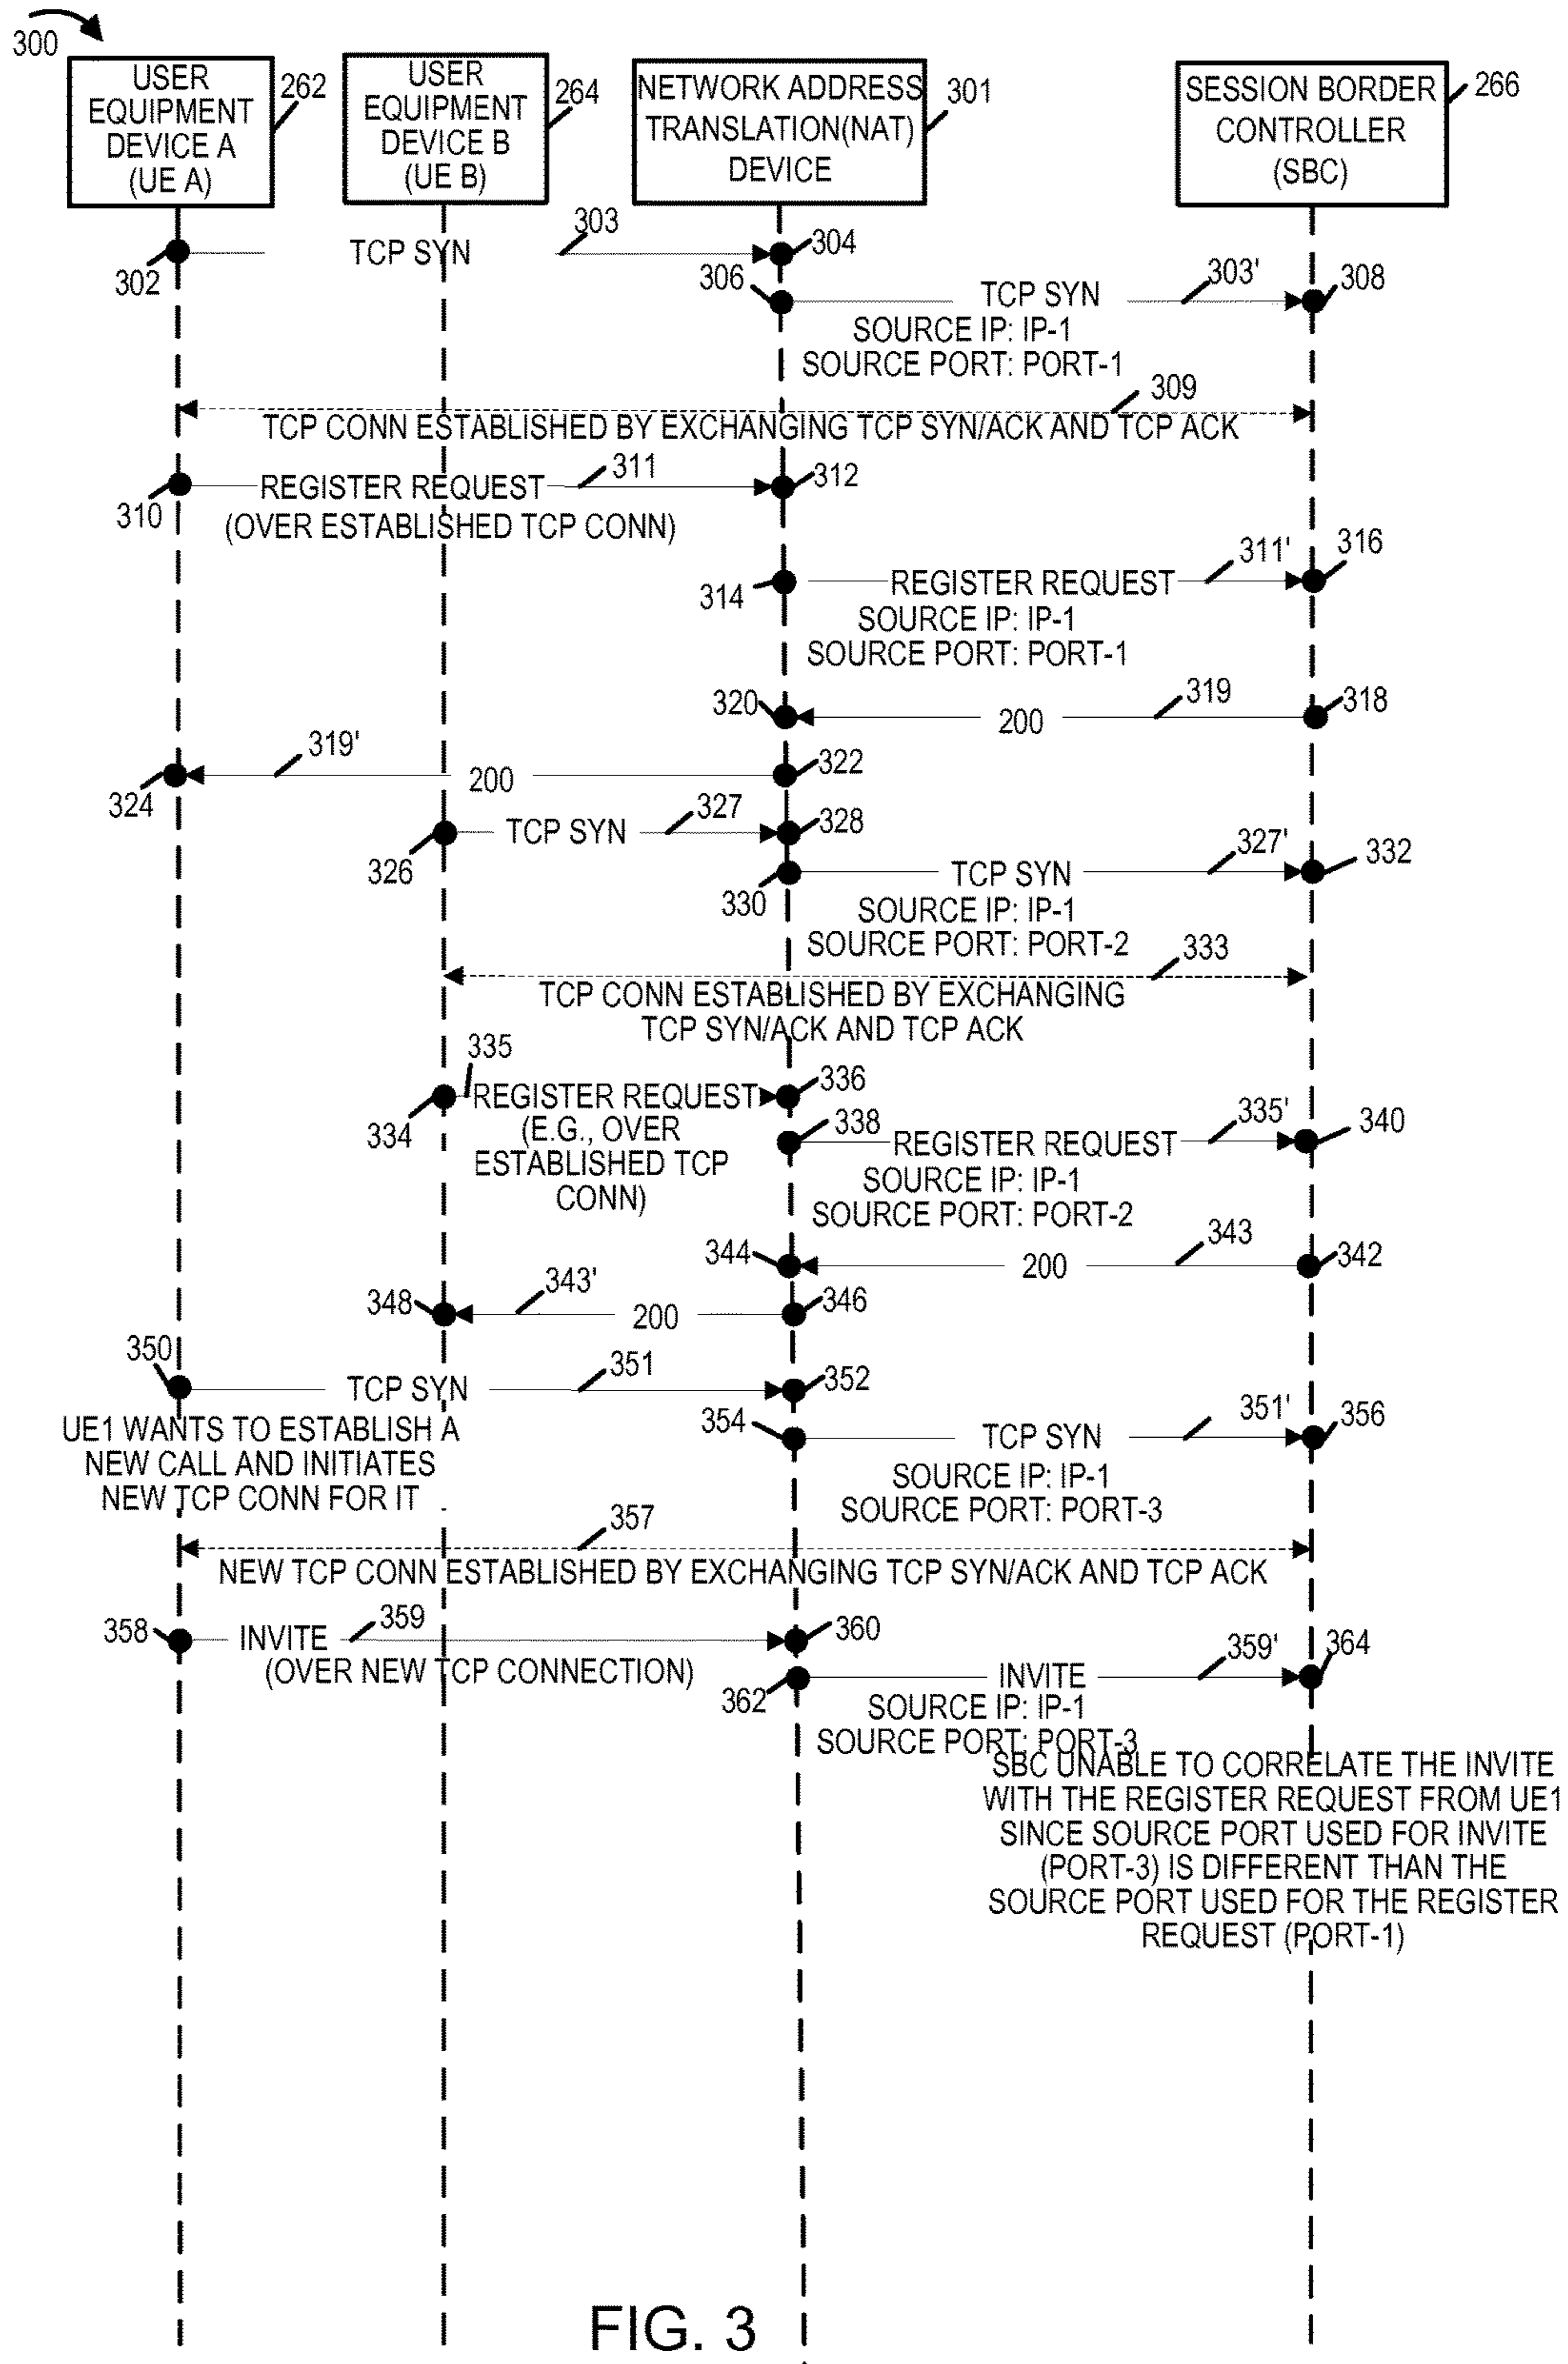 300
USER
EQUIPMENT
DEVICE A
(UE A)
262
USER
EQUIPMENT
DEVICE B
(UE B)
264
NETWORK ADDRESS
TRANSLATION(NAT)
DEVICE
301
SESSION BORDER
CONTROLLER
(SBC)
266
302
TCP SYN
303
304
306
TCP SYN
303'
308
SOURCE IP: IP-1
SOURCE PORT: PORT-1
309
TCP CONN ESTABLISHED BY EXCHANGING TCP SYN/ACK AND TCP ACK
310
REGISTER REQUEST
311
312
(OVER ESTABLISHED TCP CONN)
314
REGISTER REQUEST
311'
316
SOURCE IP: IP-1
SOURCE PORT: PORT-1
320
200
319
318
324
319'
200
322
326
TCP SYN
327
328
330
TCP SYN
327'
332
SOURCE IP: IP-1
SOURCE PORT: PORT-2
333
TCP CONN ESTABLISHED BY EXCHANGING
TCP SYN/ACK AND TCP ACK
335
334
REGISTER REQUEST
336
(E.G., OVER
ESTABLISHED TCP
CONN)
338
REGISTER REQUEST
335'
340
SOURCE IP: IP-1
SOURCE PORT: PORT-2
344
200
343
342
348
343'
200
346
350
TCP SYN
351
352
UE1 WANTS TO ESTABLISH A
NEW CALL AND INITIATES
NEW TCP CONN FOR IT
354
TCP SYN
351'
356
SOURCE IP: IP-1
SOURCE PORT: PORT-3
357
NEW TCP CONN ESTABLISHED BY EXCHANGING TCP SYN/ACK AND TCP ACK
358
INVITE
359
360
(OVER NEW TCP CONNECTION)
362
INVITE
359'
364
SOURCE IP: IP-1
SOURCE PORT: PORT-3
SBC UNABLE TO CORRELATE THE INVITE
WITH THE REGISTER REQUEST FROM UE1
SINCE SOURCE PORT USED FOR INVITE
(PORT-3) IS DIFFERENT THAN THE
SOURCE PORT USED FOR THE REGISTER
REQUEST (PORT-1)
FIG. 3